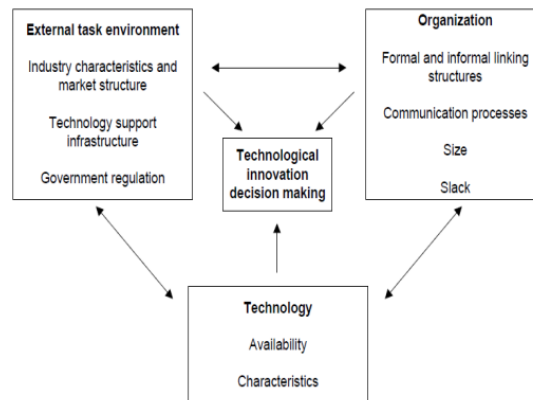 External task environment
Industry characteristics and
market structure
Technology support
infrastructure
Government regulation
Organization
Formal and informal linking
structures
Communication processes
Size
Slack
Technological
innovation
decision making
Technology
Availability
Characteristics